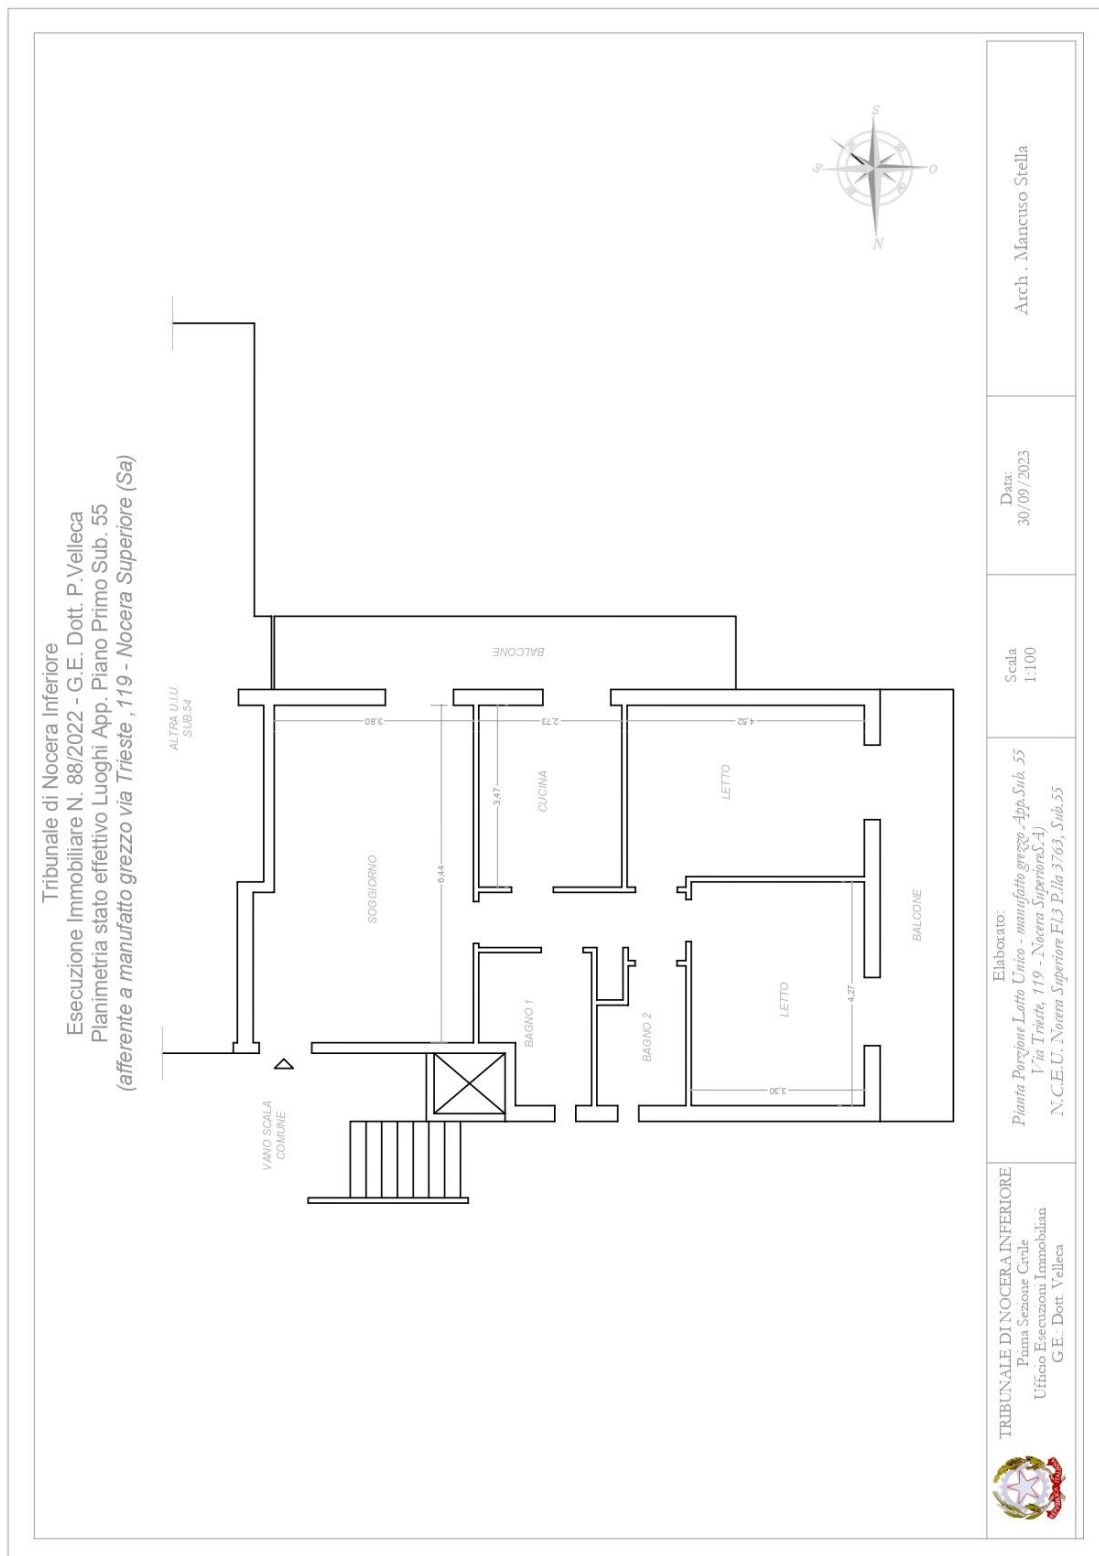 Tribunale di Nocera Inferiore
Esecuzione Immobiliare N. 88/2022 - G.E. Dott. P.Velleca
Planimetria stato effettivo Luoghi App. Piano Primo Sub. 55
(afferente a manufatto grezzo via Trieste ,119 - Nocera Superiore (Sa)
ALTRA U.I.U.
SUB.54
VANO SCALA
COMUNE
SOGGIORNO
3,80
6,44
BALCONE
CUCINA
2,73
3,47
BAGNO 1
BAGNO 2
LETTO
4,52
LETTO
4,27
3,30
BALCONE
S
E
O
N
TRIBUNALE DI NOCERA INFERIORE
Prima Sezione Civile
Ufficio Esecuzioni Immobiliari
G.E.: Dott. Velleca
Elaborato:
Pianta Porzione Lotto Unico - manufatto grezzo App.Sub. 55
Via Trieste, 119 - Nocera Superiore(S.A)
N.C.E.U. Nocera Superiore Fl.3 P.lla 3763, Sub.55
Scala
1:100
Data:
30/09/2023
Arch . Mancuso Stella